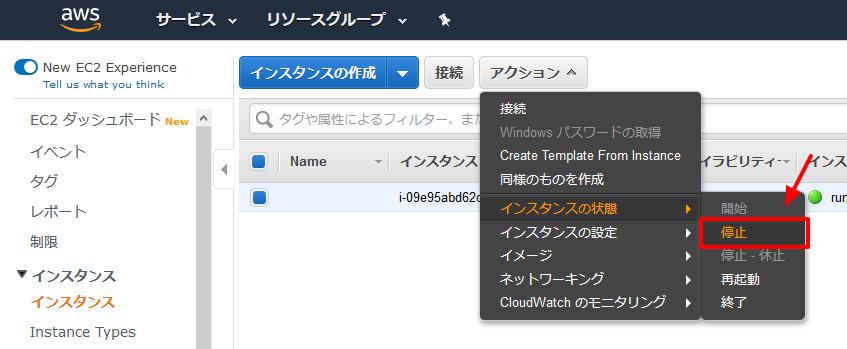 aws サービス リソースグループ
New EC2 Experience
Tell us what you think
インスタンスの作成 接続 アクション
EC2 ダッシュボード New
イベント
タグ
レポート
制限
インスタンス
インスタンス
Instance Types
タグや属性によるフィルター、また
Name インスタンス イラビリティー インス
i-09e95abd62c run
接続
Windows パスワードの取得
Create Template From Instance
同様のものを作成
インスタンスの状態
インスタンスの設定
イメージ
ネットワーキング
CloudWatch のモニタリング
開始
停止
停止 - 休止
再起動
終了